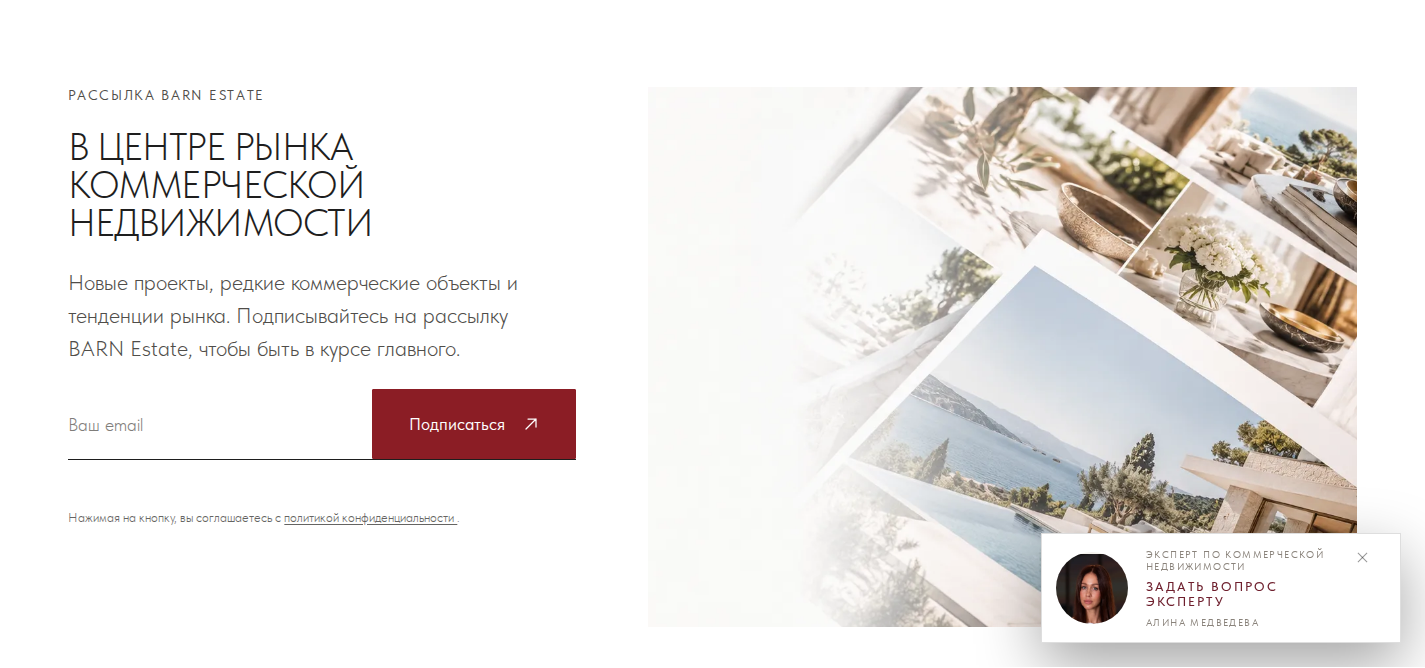 РАССЫЛКА BARN ESTATE
В ЦЕНТРЕ РЫНКА
КОММЕРЧЕСКОЙ
НЕДВИЖИМОСТИ
Новые проекты, редкие коммерческие объекты и
тенденции рынка. Подписывайтесь на рассылку
BARN Estate, чтобы быть в курсе главного.
Ваш email
Подписаться
Нажимая на кнопку, вы соглашаетесь с политикой конфиденциальности .
ЭКСПЕРТ ПО КОММЕРЧЕСКОЙ
НЕДВИЖИМОСТИ
ЗАДАТЬ ВОПРОС
ЭКСПЕРТУ
АЛИНА МЕДВЕДЕВА